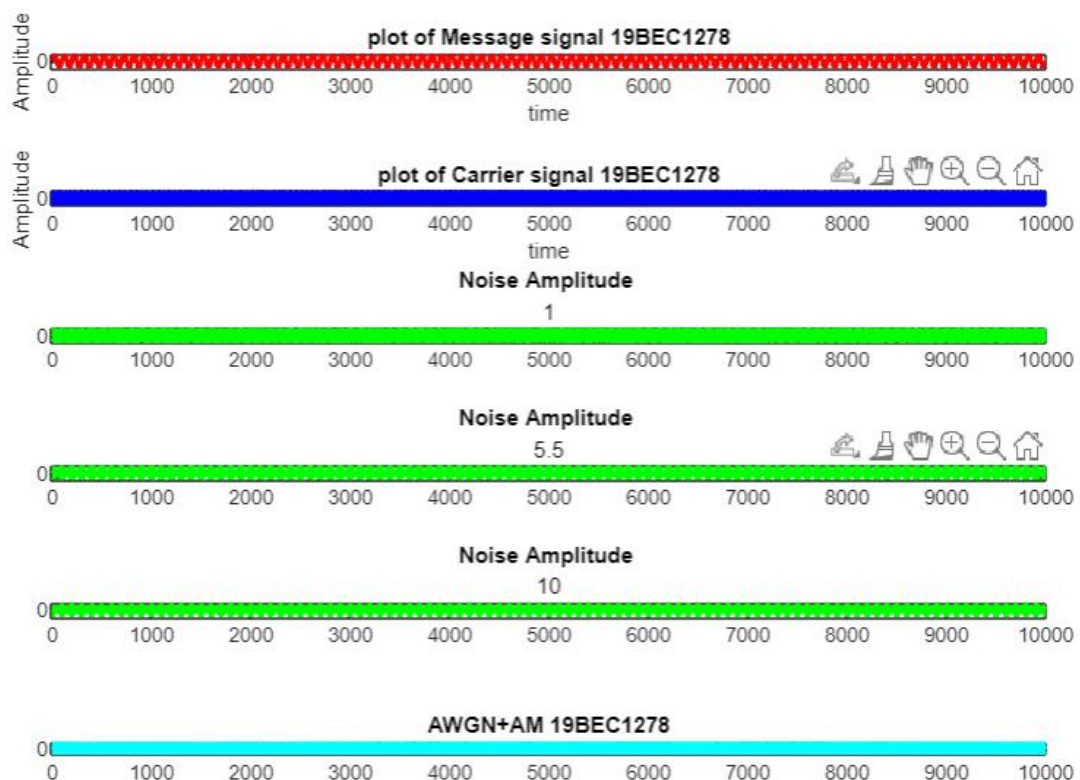 plot of Message signal 19BEC1278
Amplitude
0
0 1000 2000 3000 4000 5000 6000 7000 8000 9000 10000
time
plot of Carrier signal 19BEC1278
Amplitude
0
0 1000 2000 3000 4000 5000 6000 7000 8000 9000 10000
time
Noise Amplitude
1
0
0 1000 2000 3000 4000 5000 6000 7000 8000 9000 10000
Noise Amplitude
5.5
0
0 1000 2000 3000 4000 5000 6000 7000 8000 9000 10000
Noise Amplitude
10
0
0 1000 2000 3000 4000 5000 6000 7000 8000 9000 10000
AWGN+AM 19BEC1278
0
0 1000 2000 3000 4000 5000 6000 7000 8000 9000 10000